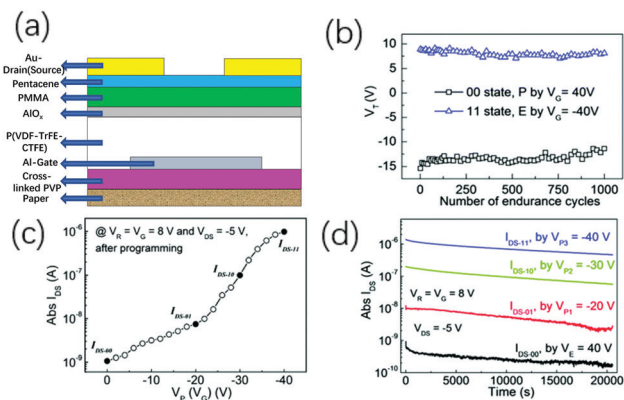 (a)
Au-
Drain(Source)
Pentacene
PMMA
AlOx
P(VDF-TrFE-
CTFE)
Al-Gate
Cross-
linked PVP
Paper
(b)
15
10
5
0
-5
-10
-15
VT (V)
00 state, P by VG= 40V
11 state, E by VG= -40V
0 200 400 600 800 1000
Number of endurance cycles
(c)
@ VR = VG = 8 V and VDS = -5 V,
after programming
IDS-11
IDS-10
IDS-01
IDS-00
10-6
10-7
10-8
10-9
Abs IDS (A)
0 -10 -20 -30 -40
VP (VG) (V)
(d)
IDS-11, by VP3 = -40 V
IDS-10, by VP2 = -30 V
VR = VG = 8 V
IDS-01, by VP1 = -20 V
VDS = -5 V
IDS-00, by VE = 40 V
10-6
10-7
10-8
10-9
10-10
Abs IDS (A)
0 5000 10000 15000 20000
Time (s)